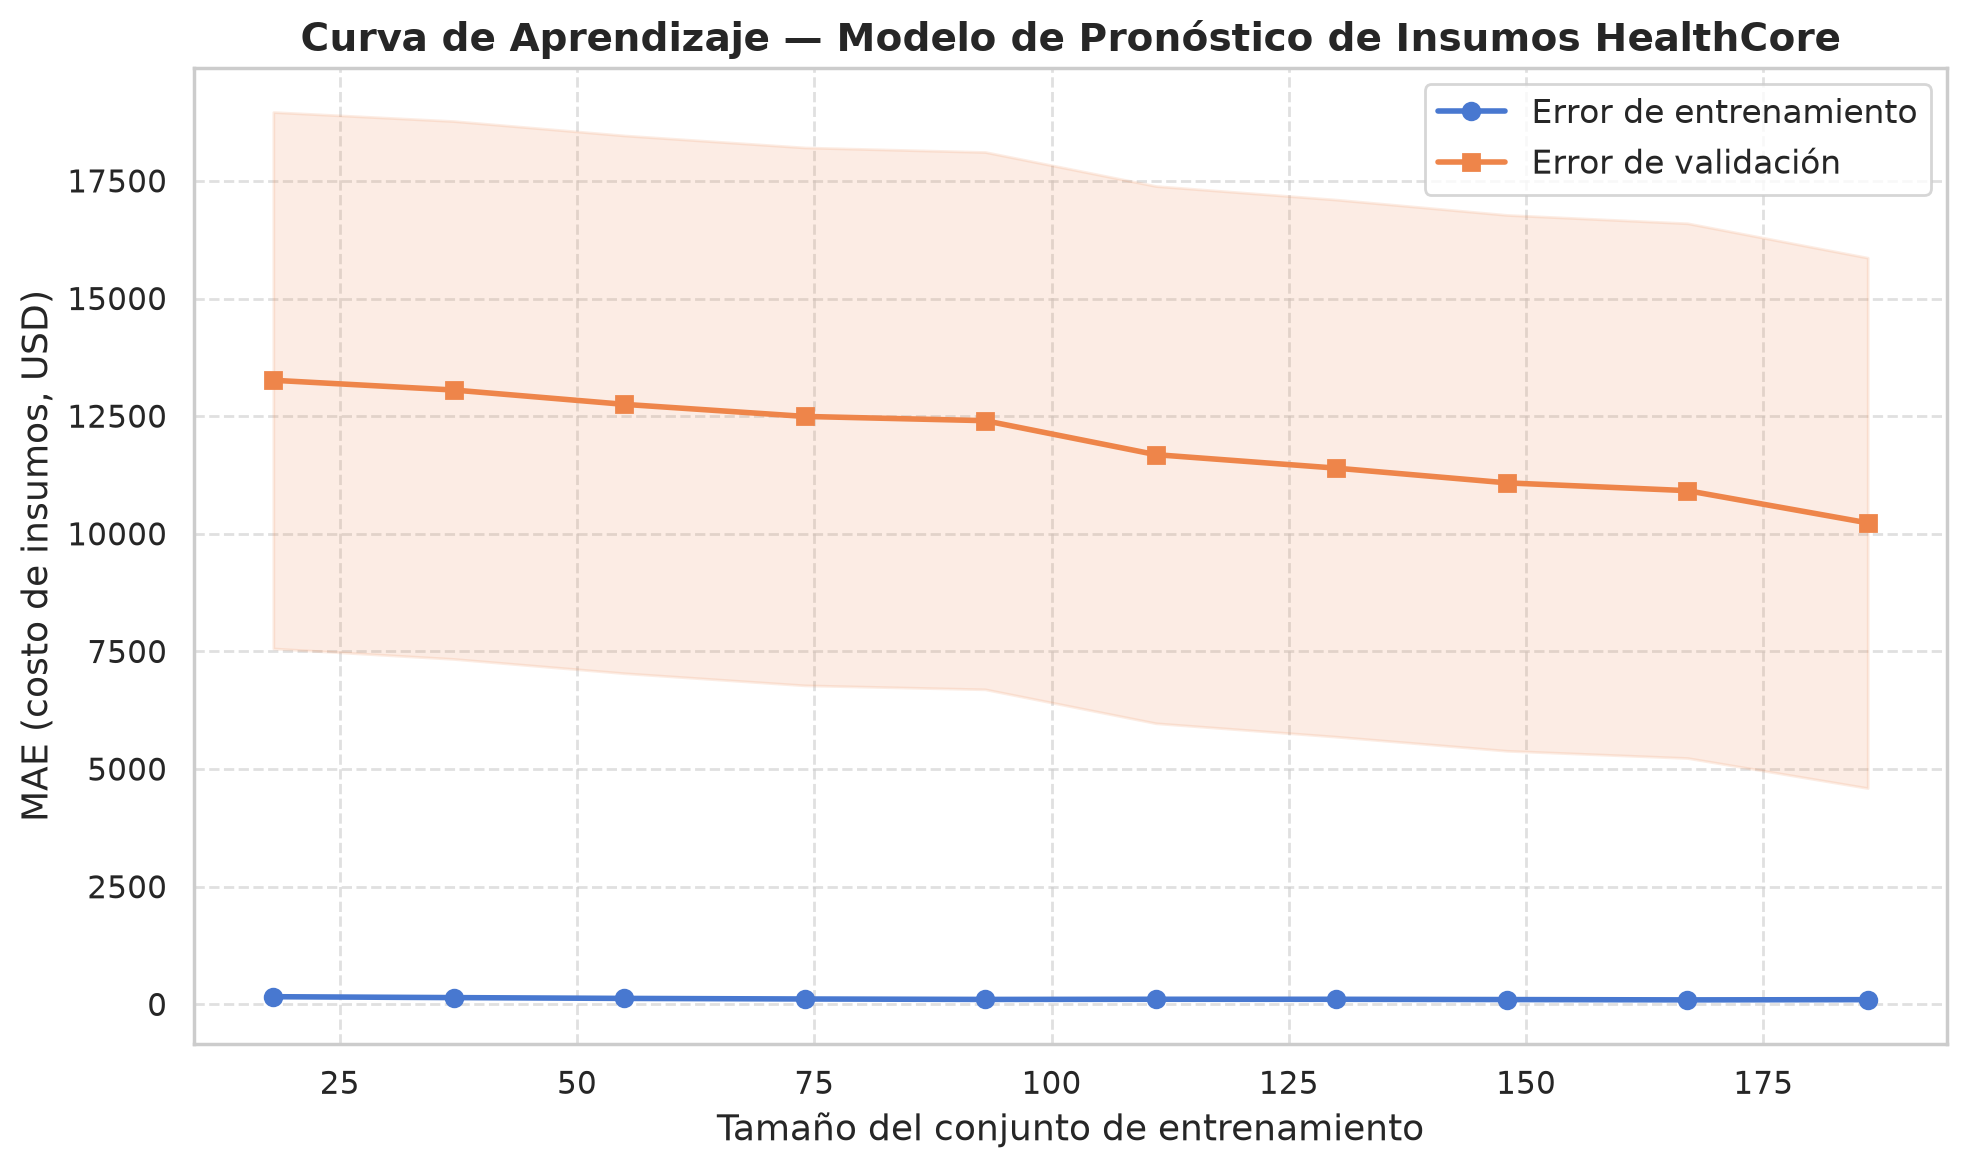 Curva de Aprendizaje — Modelo de Pronóstico de Insumos HealthCore
Error de entrenamiento
Error de validación
17500
15000
12500
10000
7500
5000
2500
0
MAE (costo de insumos, USD)
25 50 75 100 125 150 175
Tamaño del conjunto de entrenamiento